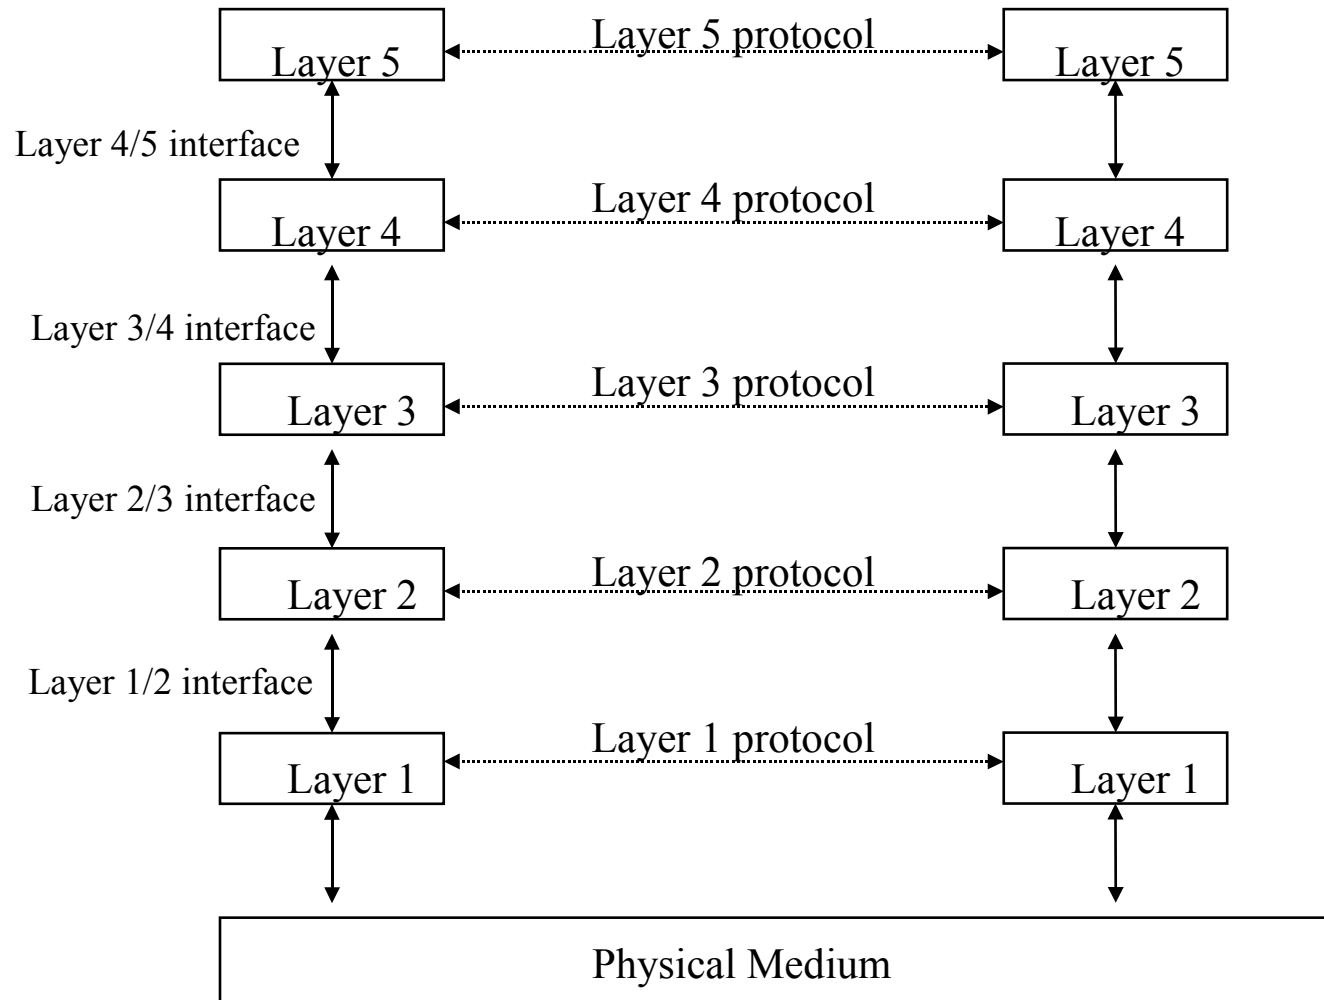 Layer 5 Layer 5 protocol Layer 5
Layer 4/5 interface
Layer 4 Layer 4 protocol Layer 4
Layer 3/4 interface
Layer 3 Layer 3 protocol Layer 3
Layer 2/3 interface
Layer 2 Layer 2 protocol Layer 2
Layer 1/2 interface
Layer 1 Layer 1 protocol Layer 1
Physical Medium